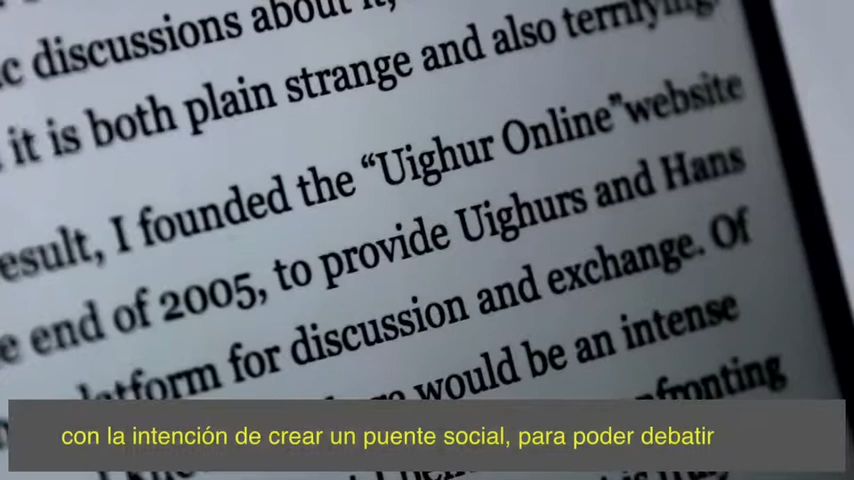 discussions about it,
it is both plain strange and also terrifying.
result, I founded the “Uighur Online”website
end of 2005, to provide Uighurs and Hans
platform for discussion and exchange. Of
would be an intense
confronting
con la intención de crear un puente social, para poder debatir